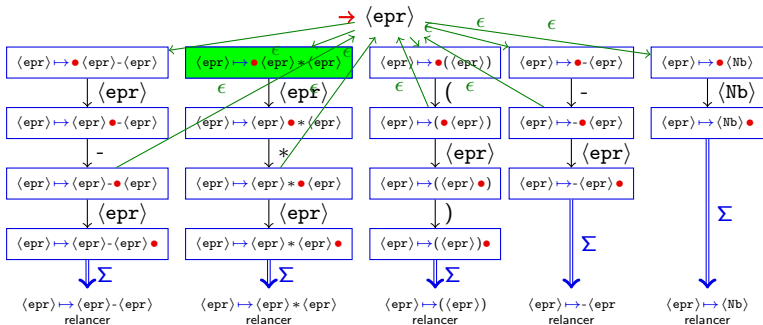 → ⟨epr⟩
ϵ ϵ ϵ ϵ
⟨epr⟩↦●⟨epr⟩-⟨epr⟩ ⟨epr⟩↦●⟨epr⟩*⟨epr⟩ ⟨epr⟩↦●(⟨epr⟩) ⟨epr⟩↦●-⟨epr⟩ ⟨epr⟩↦●⟨Nb⟩
ϵ ϵ ϵ ϵ
⟨epr⟩ ⟨epr⟩ ( - ⟨Nb⟩
⟨epr⟩↦⟨epr⟩●-⟨epr⟩ ⟨epr⟩↦⟨epr⟩●*⟨epr⟩ ⟨epr⟩↦(●⟨epr⟩) ⟨epr⟩↦-●⟨epr⟩ ⟨epr⟩↦⟨Nb⟩●
- * ⟨epr⟩ ⟨epr⟩
⟨epr⟩↦⟨epr⟩-●⟨epr⟩ ⟨epr⟩↦⟨epr⟩*●⟨epr⟩ ⟨epr⟩↦(⟨epr⟩●) ⟨epr⟩↦-⟨epr⟩●
⟨epr⟩ ⟨epr⟩ ) Σ
⟨epr⟩↦⟨epr⟩-⟨epr⟩● ⟨epr⟩↦⟨epr⟩*⟨epr⟩● ⟨epr⟩↦(⟨epr⟩)● Σ
Σ Σ Σ
⟨epr⟩↦⟨epr⟩-⟨epr⟩ ⟨epr⟩↦⟨epr⟩*⟨epr⟩ ⟨epr⟩↦(⟨epr⟩) ⟨epr⟩↦-⟨epr ⟨epr⟩↦⟨Nb⟩
relancer relancer relancer relancer relancer